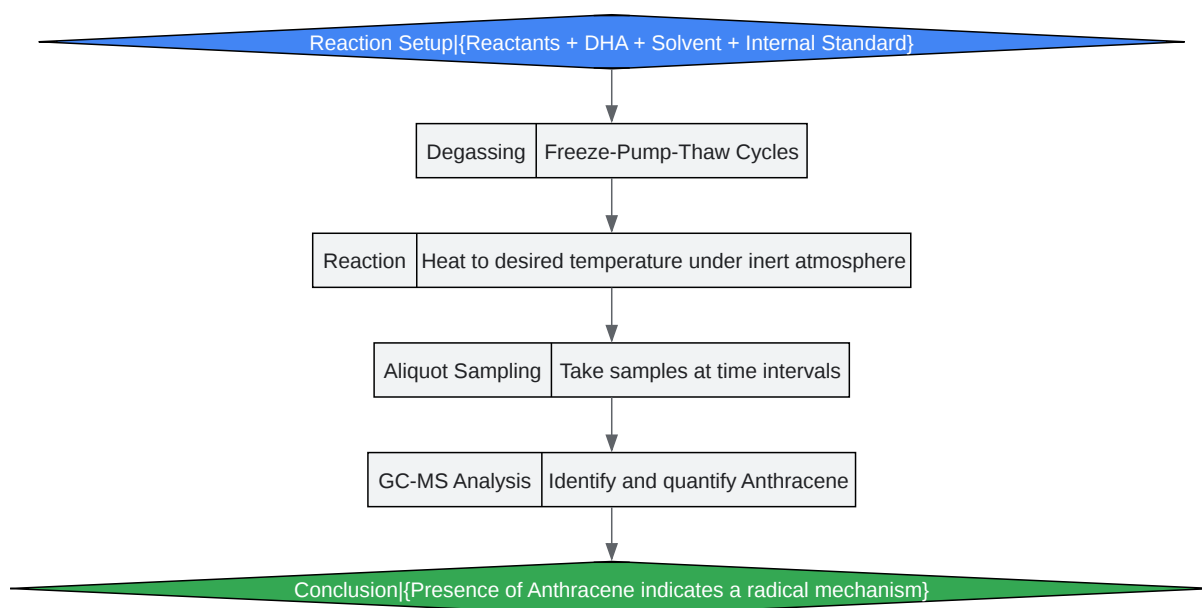 Reaction Setup|{Reactants + DHA + Solvent + Internal Standard}
Degassing Freeze-Pump-Thaw Cycles
Reaction Heat to desired temperature under inert atmosphere
Aliquot Sampling Take samples at time intervals
GC-MS Analysis Identify and quantify Anthracene
Conclusion|{Presence of Anthracene indicates a radical mechanism}